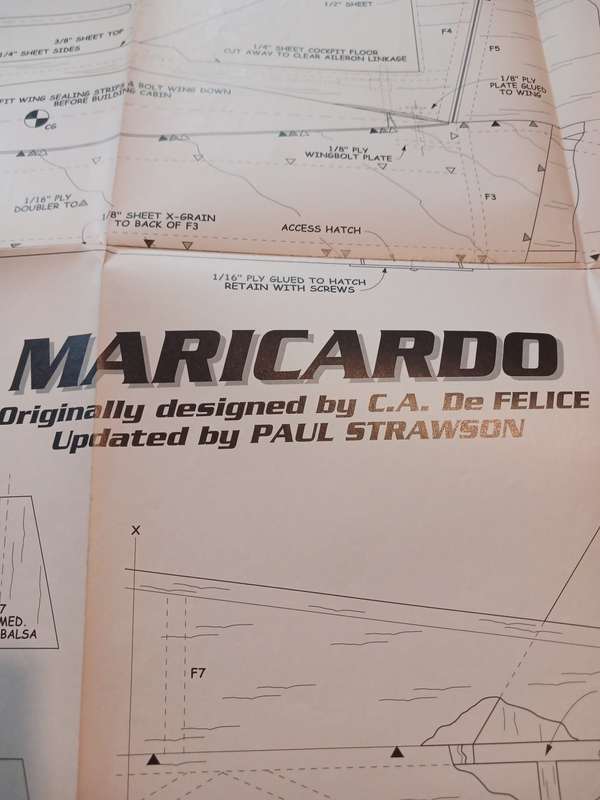 1/2" SHEET
3/8" SHEET TOP
1/4" SHEET SIDES
F4
F5
1/4" SHEET COCKPIT FLOOR
CUT AWAY TO CLEAR AILERON LINKAGE
1/8" PLY
PLATE GLUED
TO WING
WING SEALING STRIPS & BOLT WING DOWN
BEFORE BUILDING CABIN
CG
1/8" PLY
WINGBOLT PLATE
1/16" PLY
DOUBLER TO
F3
1/8" SHEET X-GRAIN
TO BACK OF F3
ACCESS HATCH
1/16" PLY GLUED TO HATCH
RETAIN WITH SCREWS
MARICARDO
Originally designed by C.A. De FELICE
Updated by PAUL STRAWSON
X
7
MED.
BALSA
F7